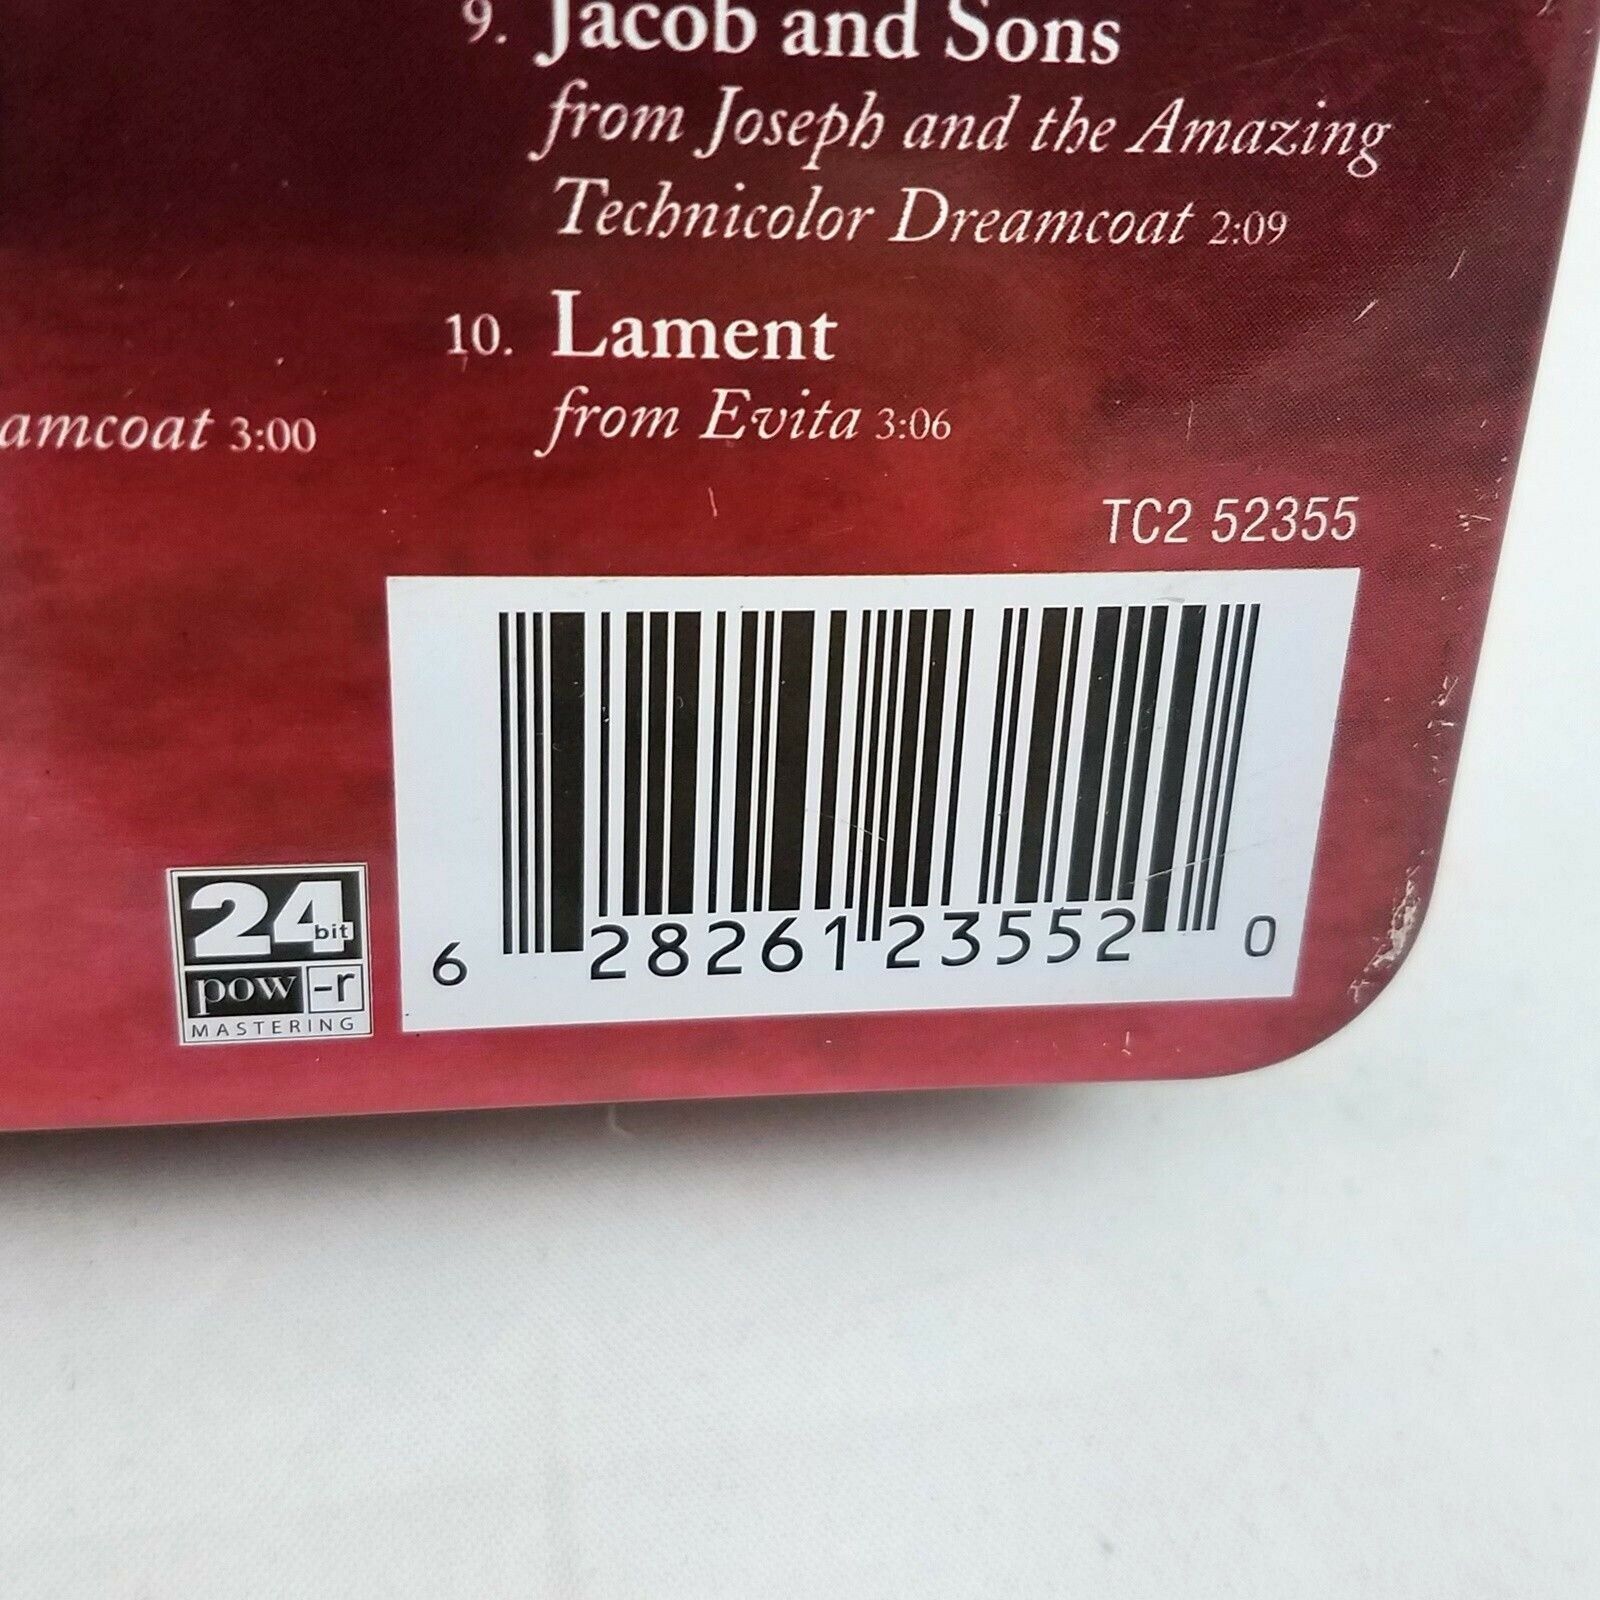 9. Jacob and Sons
from Joseph and the Amazing
Technicolor Dreamcoat 2:09
10. Lament
from Evita 3:06
amcoat 3:00
TC2 52355
6 28261 23552 0
24 bit
pow -r
MASTERING